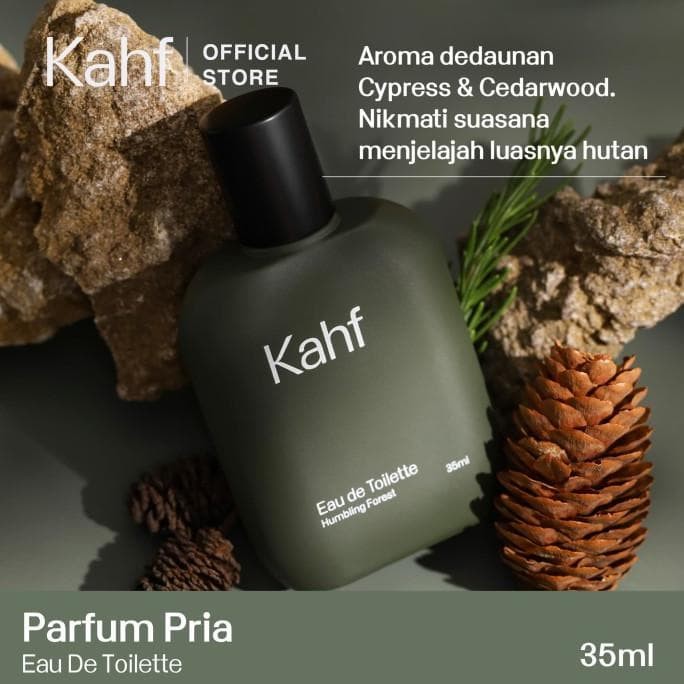 Kahf
OFFICIAL
STORE
Aroma dedaunan
Cypress & Cedarwood.
Nikmati suasana
menjelajah luasnya hutan
Kahf
Eau de Toilette
Humbling Forest
35ml
Parfum Pria
Eau De Toilette
35ml